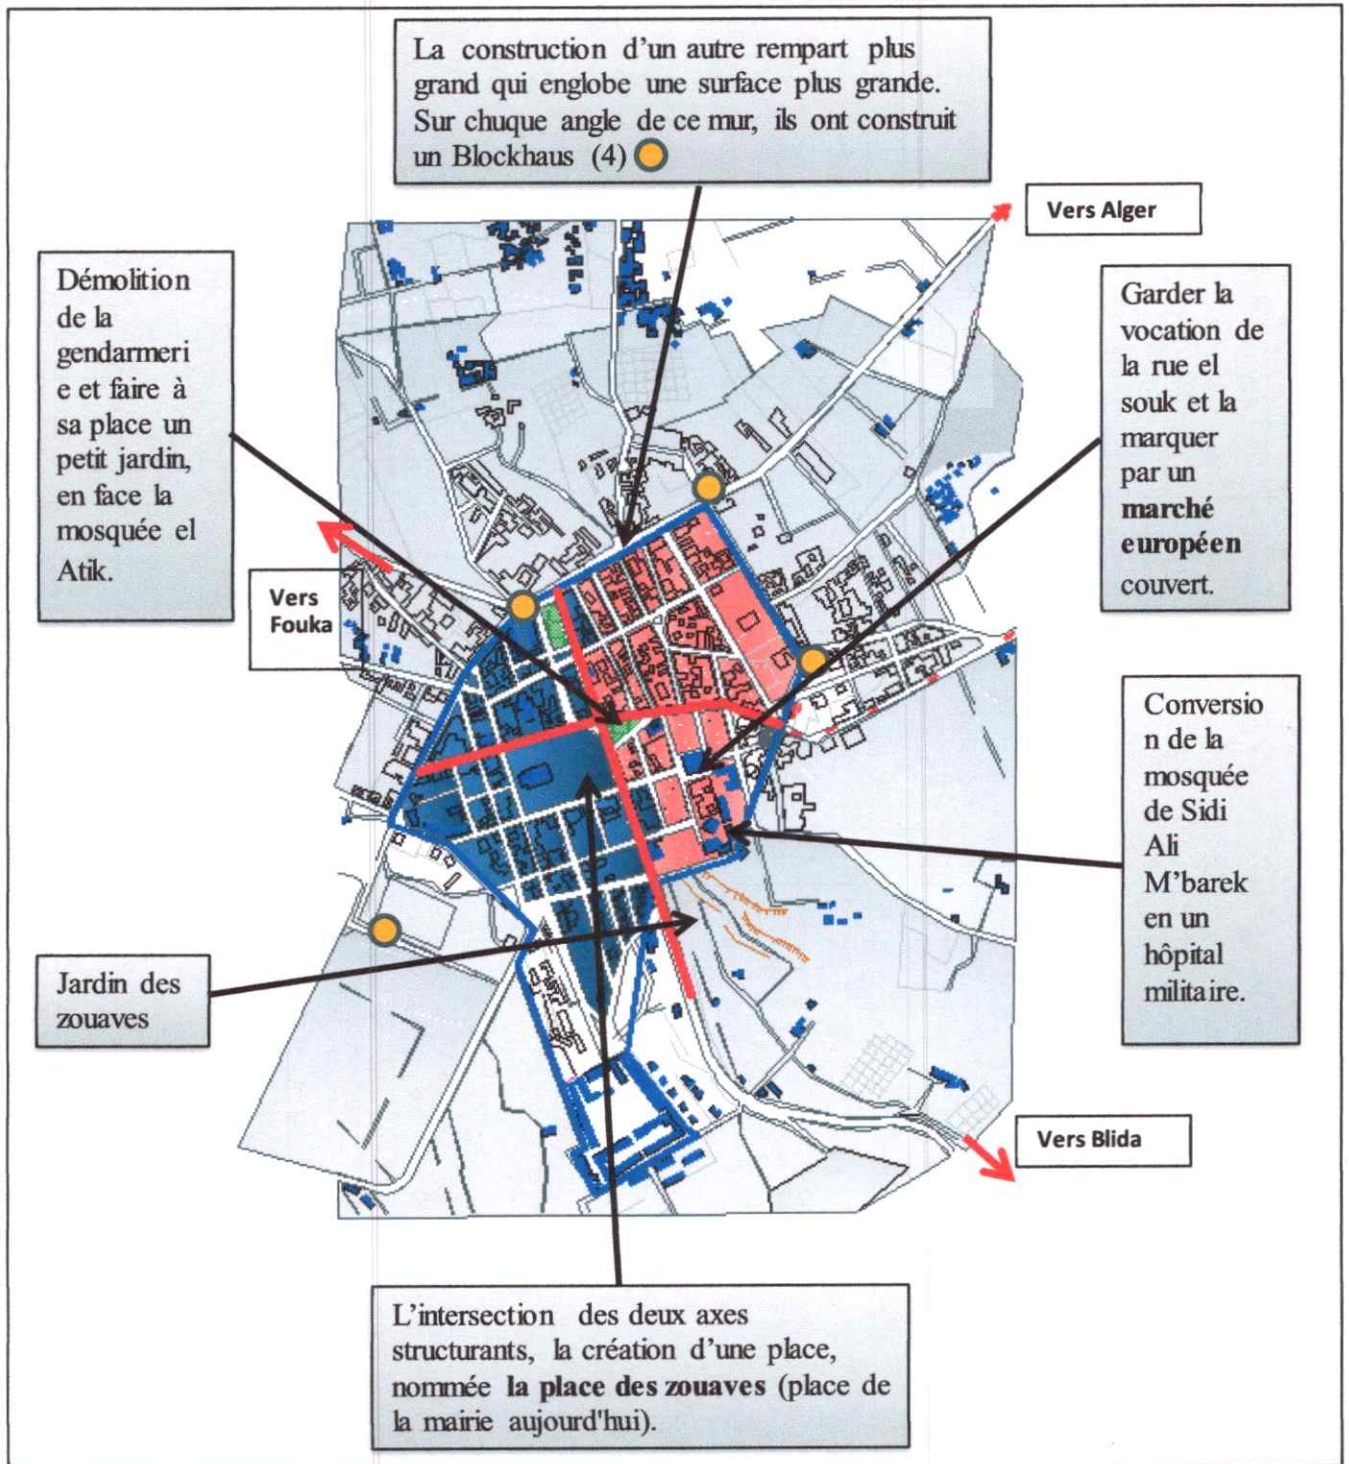 La construction d'un autre rempart plus
grand qui englobe une surface plus grande.
Sur chuque angle de ce mur, ils ont construit
un Blockhaus (4)
Vers Alger
Démolition
de la
gendarmeri
e et faire à
sa place un
petit jardin,
en face la
mosquée el
Atik.
Garder la
vocation de
la rue el
souk et la
marquer
par un
marché
européen
couvert.
Vers
Fouka
Conversio
n de la
mosquée
de Sidi
Ali
M'barek
en un
hôpital
militaire.
Jardin des
zouaves
Vers Blida
L'intersection des deux axes
structurants, la création d'une place,
nommée la place des zouaves (place de
la mairie aujourd'hui).